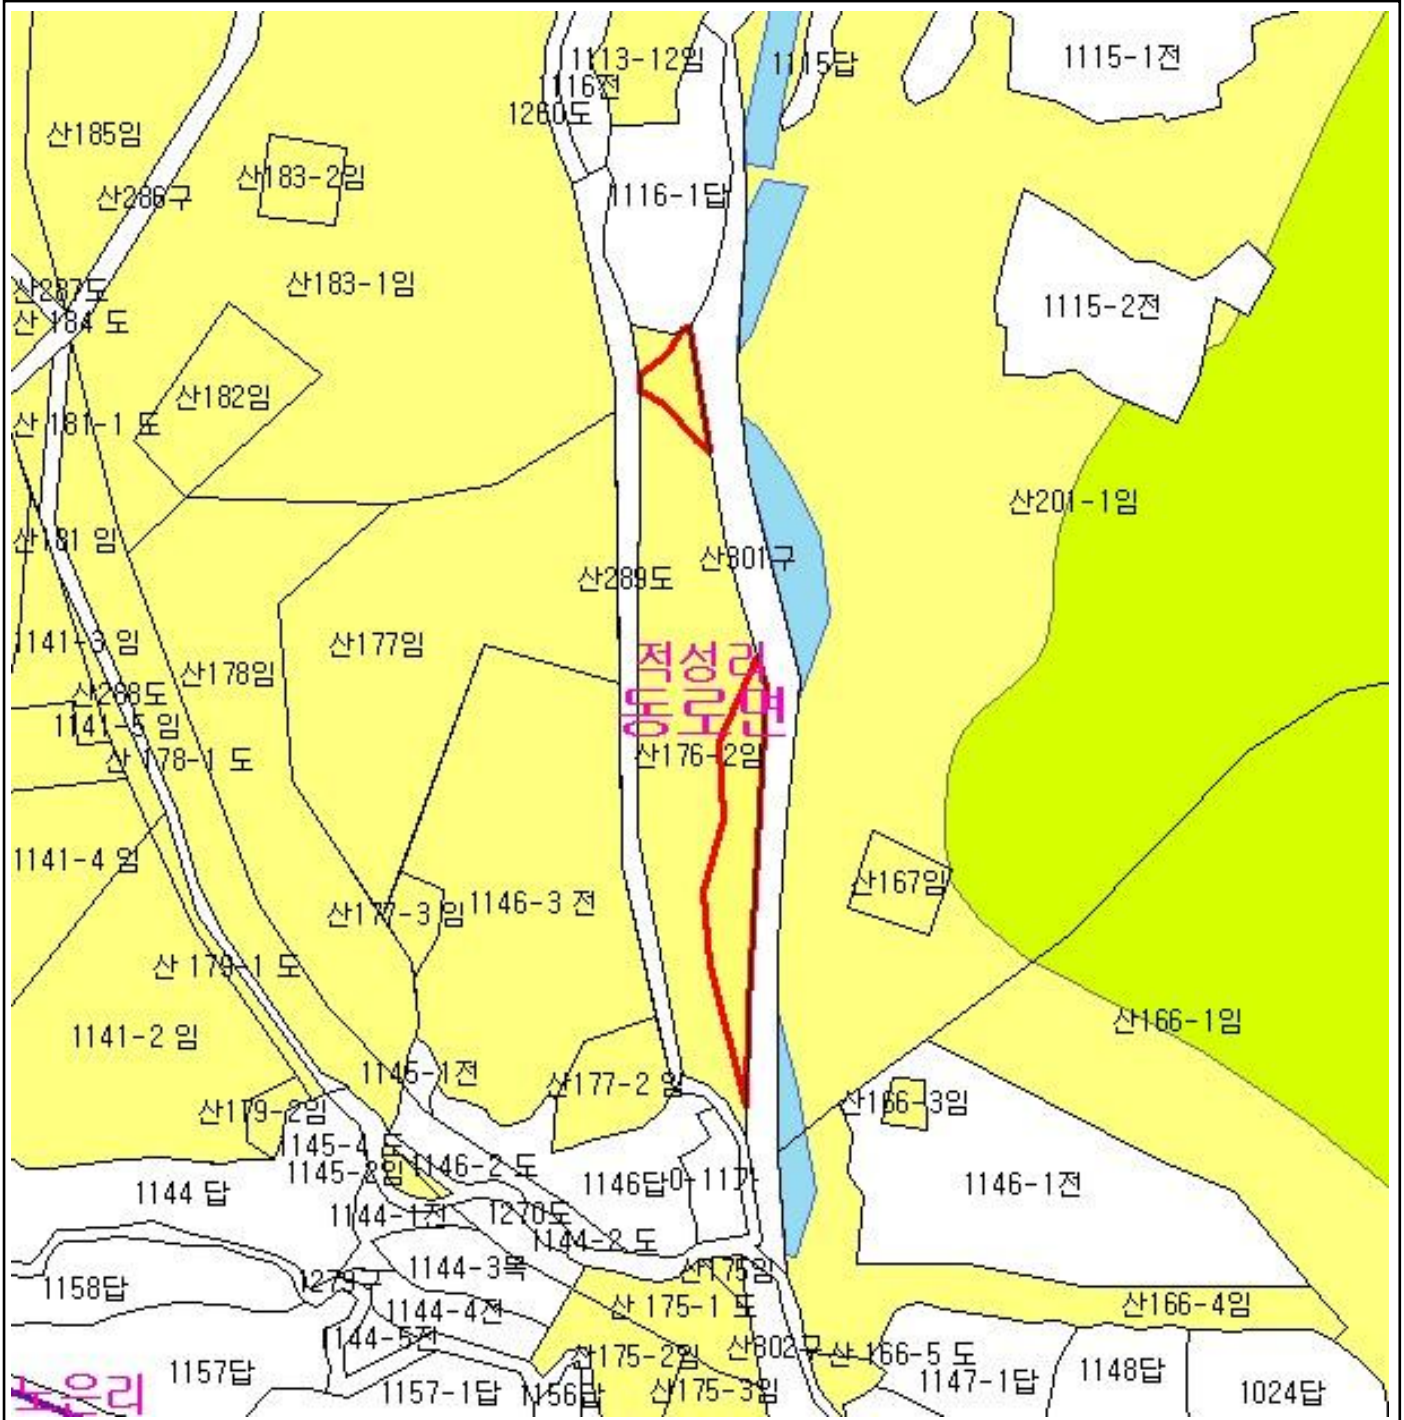 1113-12임
1115답
1115-1전
116전
1260도
산185임
산183-2임
산286구
1116-1답
산183-1임
산287도
산 184 도
1115-2전
산182임
산 181-1 도
산201-1임
산181 임
산301구
산289도
1141-3 임
산177임
적성리
산178임
산288도
동로면
1141-5 임
산 178-1 도
산176-2임
1141-4 임
산167임
산177-3 임
1146-3 전
산 179-1 도
산166-1임
1141-2 임
1145-1전
산177-2 임
산166-3임
산179-2임
1145-4 도
1146-2 도
1145-2임
1146답
0-117-
1146-1전
1144 답
1144-1전
1270도
1144-2 도
1144-3목
산175임
1279구
1158답
산 175-1 도
산166-4임
1144-4전
1144-5전
산302구
산 166-5 도
산175-2임
1157답
1147-1답
1148답
1157-1답
1156답
산175-3임
1024답
노은리